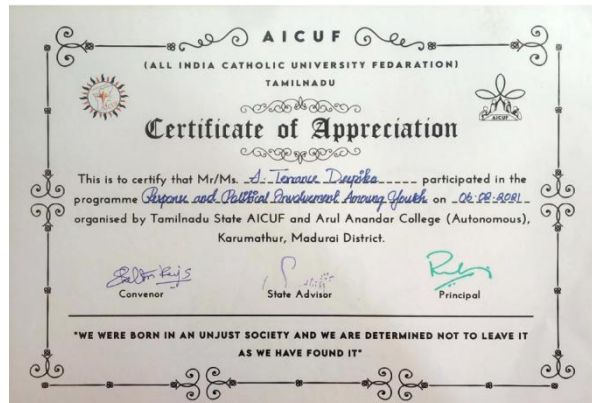 AICUF
(ALL INDIA CATHOLIC UNIVERSITY FEDARATION)
TAMILNADU
AICUF
Certificate of Appreciation
This is to certify that Mr/Ms. A. Terrance Deepika participated in the
programme and Political Involvement Among Youth on 06-02-2021
organised by Tamilnadu State AICUF and Arul Anandar College (Autonomous),
Karumathur, Madurai District.
Convenor
State Advisor
Principal
"WE WERE BORN IN AN UNJUST SOCIETY AND WE ARE DETERMINED NOT TO LEAVE IT
AS WE HAVE FOUND IT"